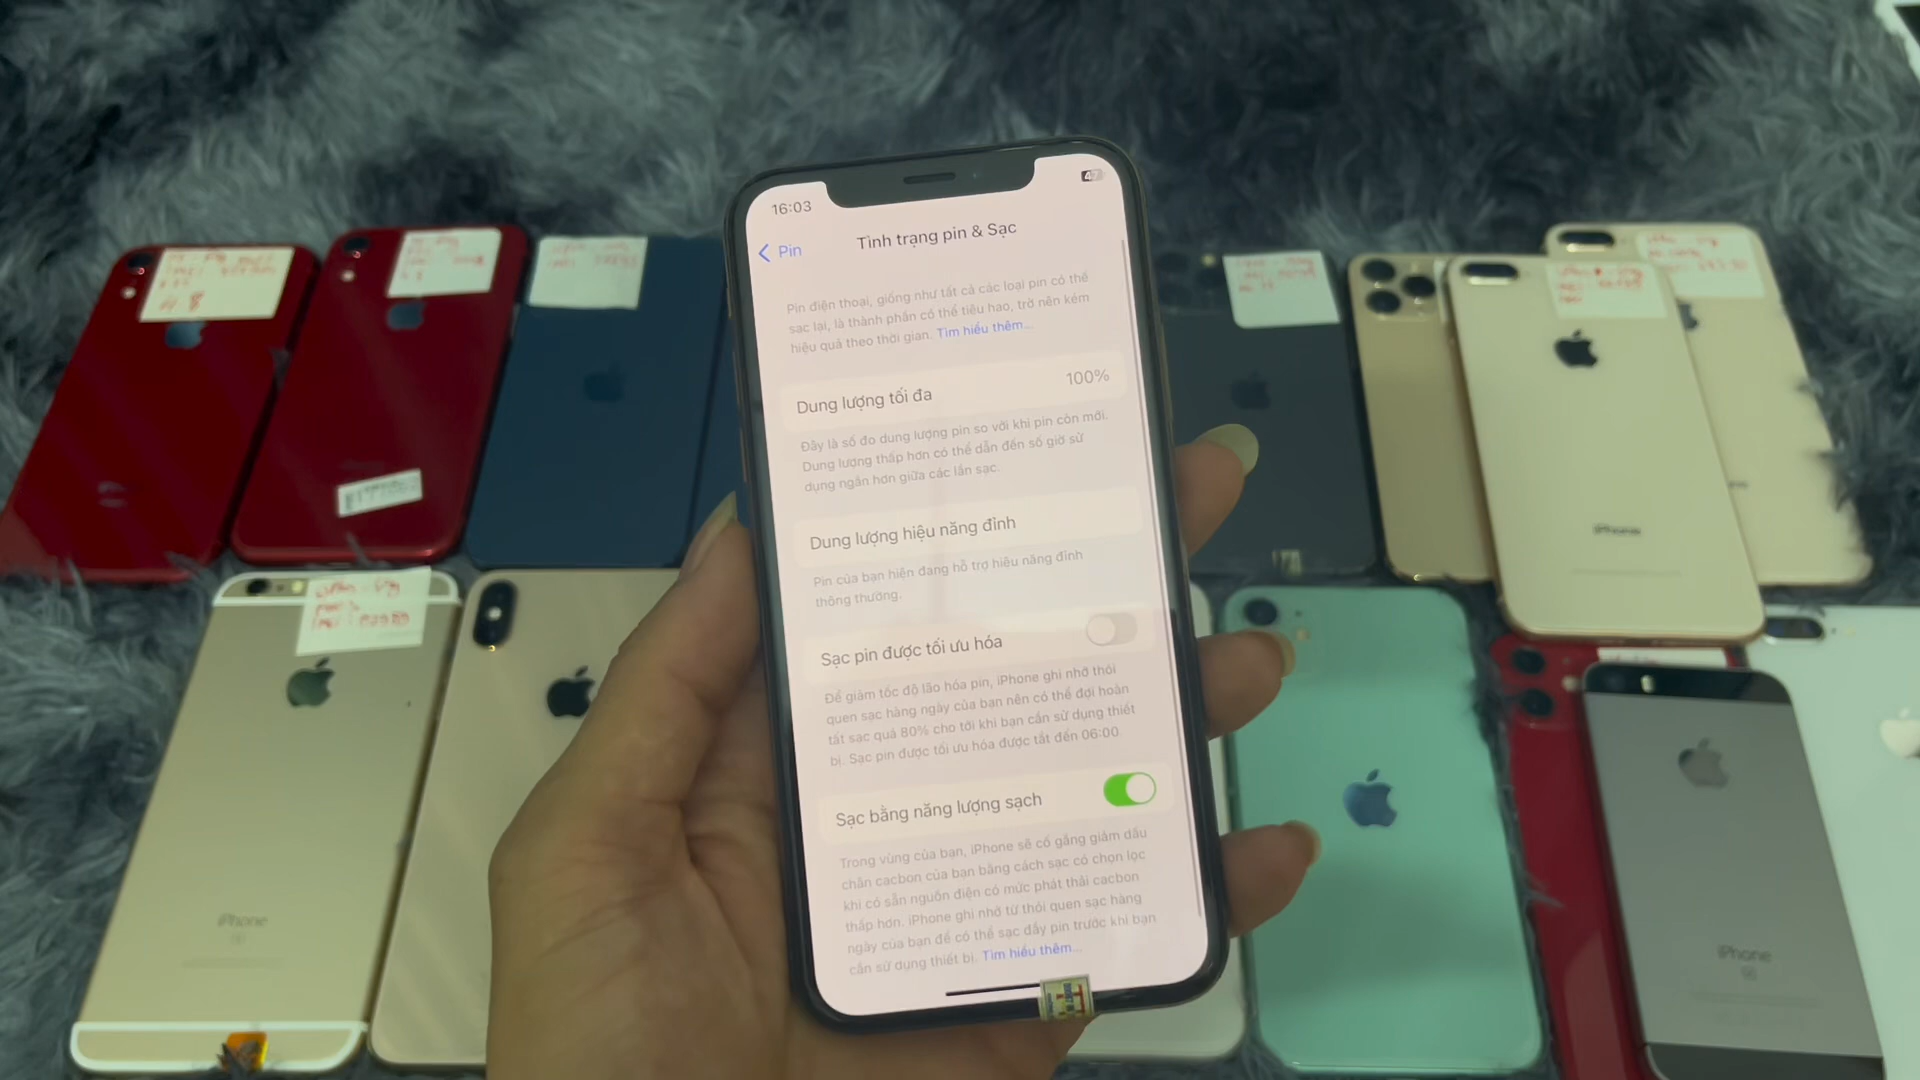 16:03
47
Pin
Tình trạng pin & Sạc
Pin điện thoại, giống như tất cả các loại pin có thể
sạc lại, là thành phần có thể tiêu hao, trở nên kém
hiệu quả theo thời gian. Tìm hiểu thêm...
Dung lượng tối đa
100%
Đây là số đo dung lượng pin so với khi pin còn mới.
Dung lượng thấp hơn có thể dẫn đến số giờ sử
dụng ngắn hơn giữa các lần sạc.
Dung lượng hiệu năng đỉnh
Pin của bạn hiện đang hỗ trợ hiệu năng đỉnh
thông thường.
Sạc pin được tối ưu hóa
Để giảm tốc độ lão hóa pin, iPhone ghi nhớ thói
quen sạc hàng ngày của bạn nên có thể đợi hoàn
tất sạc quá 80% cho tới khi bạn cần sử dụng thiết
bị. Sạc pin được tối ưu hóa được tắt đến 06:00.
Sạc bằng năng lượng sạch
Trong vùng của bạn, iPhone sẽ cố gắng giảm dấu
chân cacbon của bạn bằng cách sạc có chọn lọc
khi có sẵn nguồn điện có mức phát thải cacbon
thấp hơn. iPhone ghi nhớ từ thói quen sạc hàng
ngày của bạn để có thể sạc đầy pin trước khi bạn
cần sử dụng thiết bị. Tìm hiểu thêm...
iPhone
iPhone
iPhone